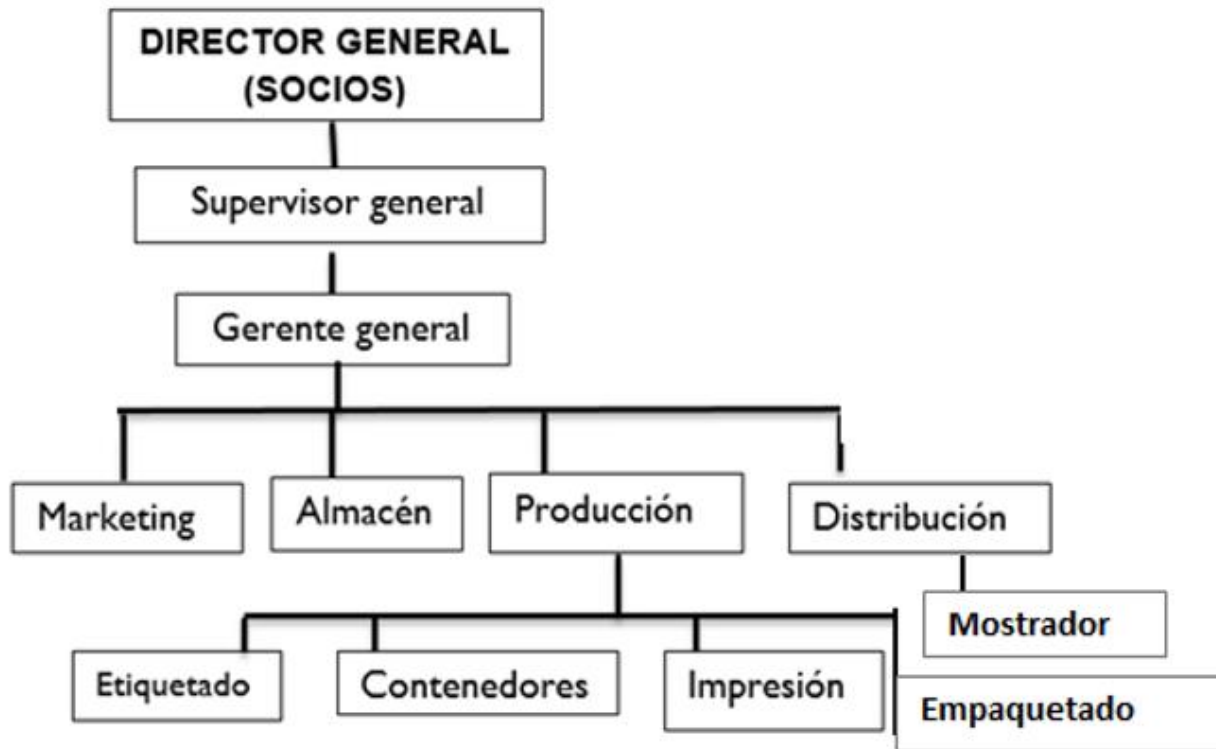 DIRECTOR GENERAL
(SOCIOS)
Supervisor general
Gerente general
Marketing
Almacén
Producción
Distribución
Mostrador
Etiquetado
Contenedores
Impresión
Empaquetado